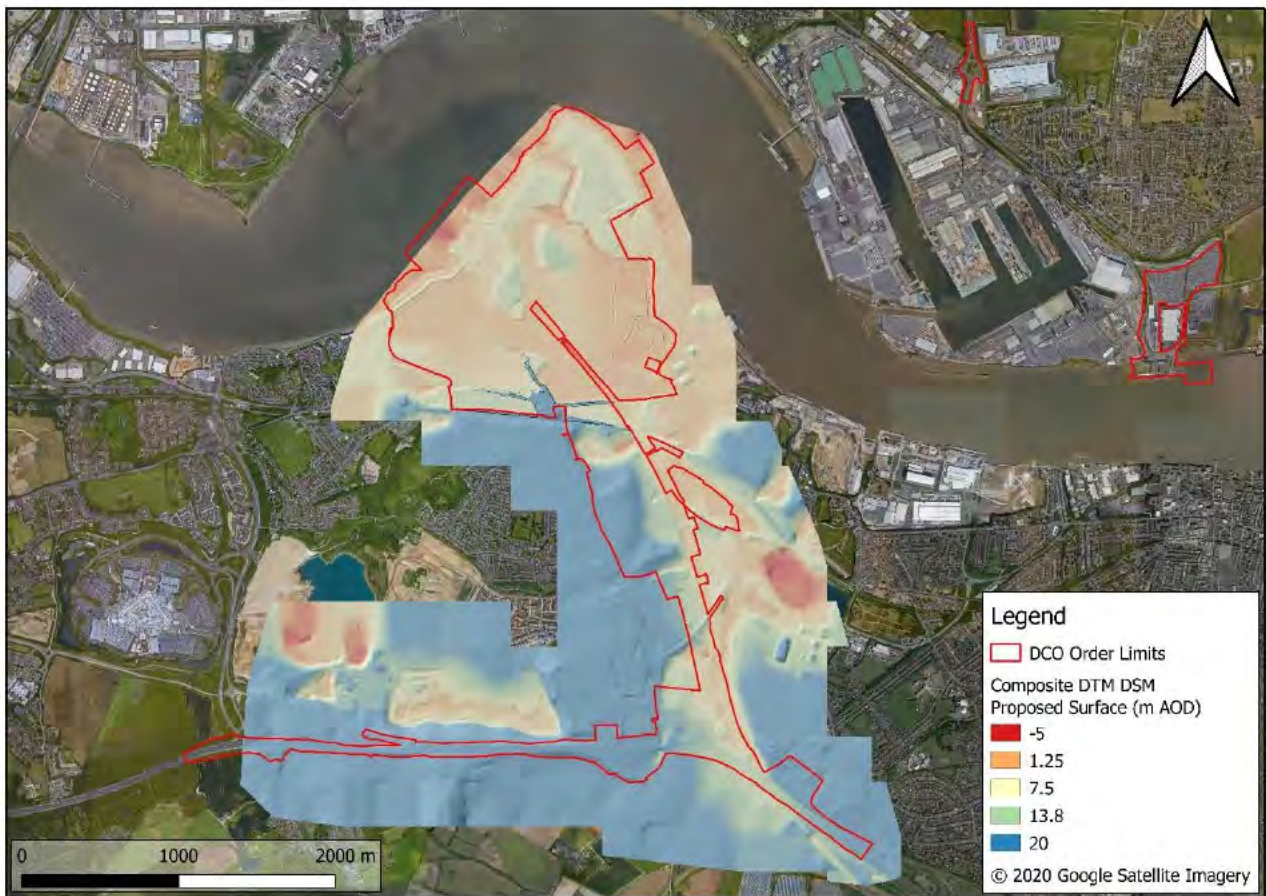 0 1000 2000 m
Legend
DCO Order Limits
Composite DTM DSM
Proposed Surface (m AOD)
-5
1.25
7.5
13.8
20
© 2020 Google Satellite Imagery